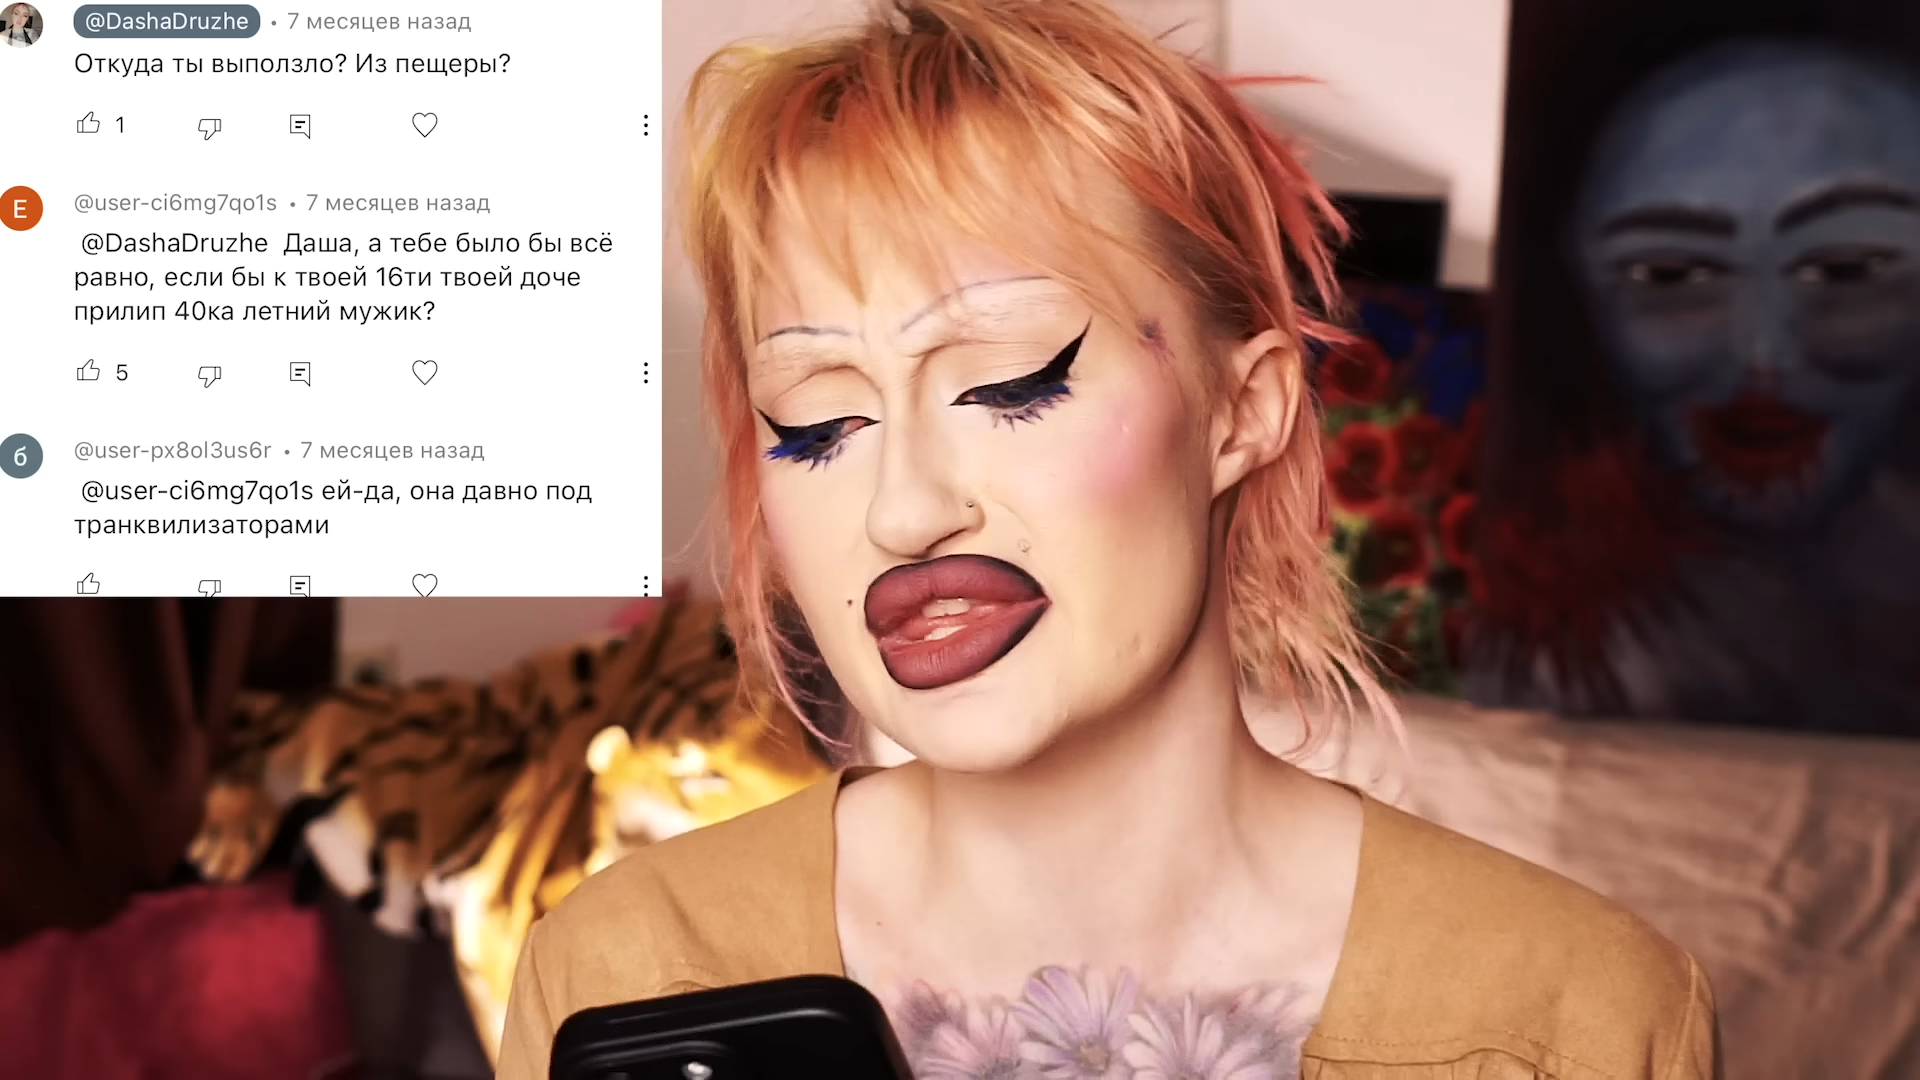 @DashaDruzhe • 7 месяцев назад
Откуда ты выползло? Из пещеры?
1
E
@user-ci6mg7qo1s • 7 месяцев назад
@DashaDruzhe Даша, а тебе было бы всё
равно, если бы к твоей 16ти твоей доче
прилип 40ка летний мужик?
5
б
@user-px8ol3us6r • 7 месяцев назад
@user-ci6mg7qo1s ей-да, она давно под
транквилизаторами